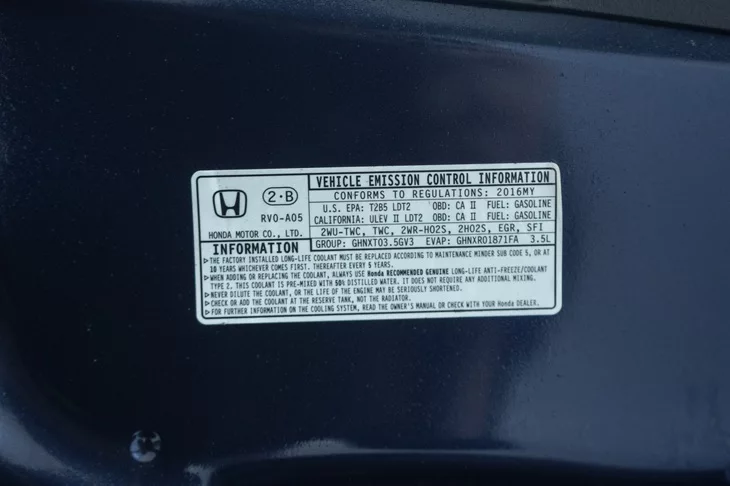 VEHICLE EMISSION CONTROL INFORMATION
2·B
CONFORMS TO REGULATIONS: 2016MY
U.S. EPA: T2B5 LDT2 OBD: CA II FUEL: GASOLINE
RV0-A05
CALIFORNIA: ULEV II LDT2 OBD: CA II FUEL: GASOLINE
HONDA MOTOR CO., LTD.
2WU-TWC, TWC, 2WR-HO2S, 2HO2S, EGR, SFI
INFORMATION
GROUP: GHNXT03.5GV3 EVAP: GHNXR01871FA 3.5L
▷THE FACTORY INSTALLED LONG-LIFE COOLANT MUST BE REPLACED ACCORDING TO MAINTENANCE MINDER SUB CODE 5, OR AT
10 YEARS WHICHEVER COMES FIRST. THEREAFTER EVERY 5 YEARS.
▷WHEN ADDING OR REPLACING THE COOLANT, ALWAYS USE Honda RECOMMENDED GENUINE LONG-LIFE ANTI-FREEZE/COOLANT
TYPE 2. THIS COOLANT IS PRE-MIXED WITH 50% DISTILLED WATER. IT DOES NOT REQUIRE ANY ADDITIONAL MIXING.
▷NEVER DILUTE THE COOLANT, OR THE LIFE OF THE ENGINE MAY BE SERIOUSLY SHORTENED.
▷CHECK OR ADD THE COOLANT AT THE RESERVE TANK, NOT THE RADIATOR.
▷FOR FURTHER INFORMATION ON THE COOLING SYSTEM, READ THE OWNER'S MANUAL OR CHECK WITH YOUR Honda DEALER.